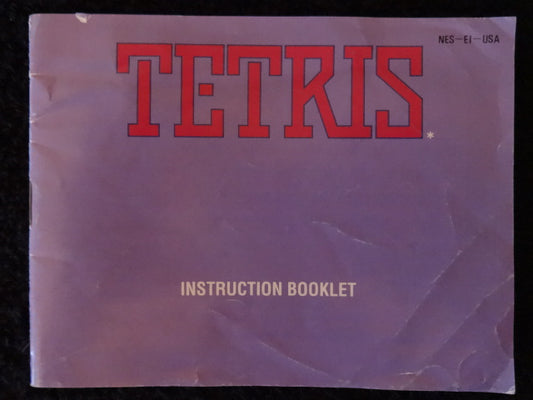 NES-EI-USA
TETRIS*
INSTRUCTION BOOKLET